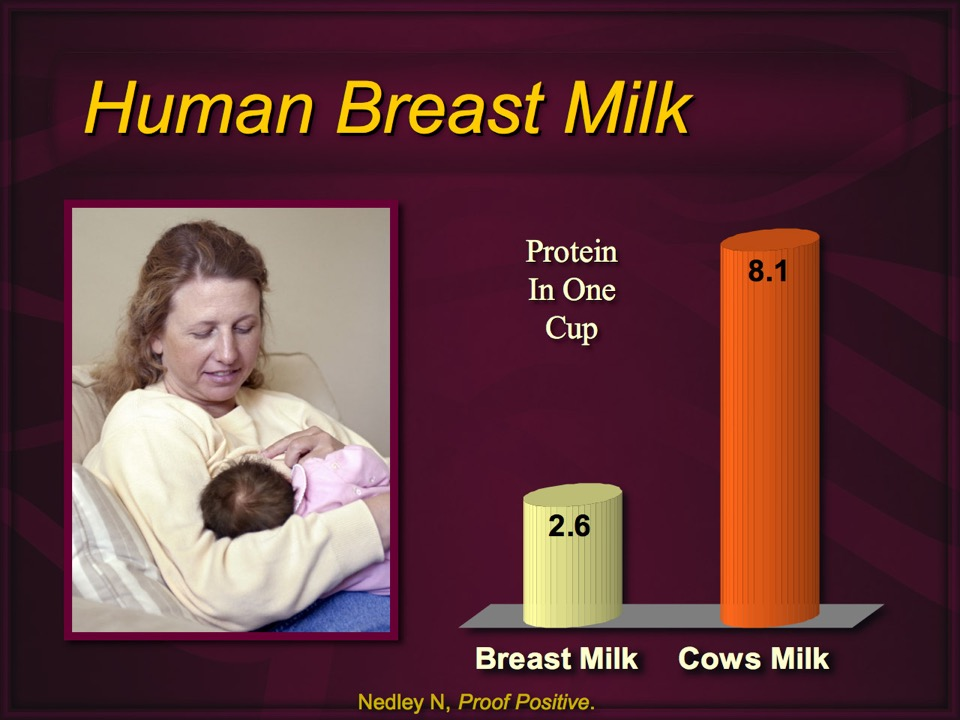 Human Breast Milk
Protein
In One
Cup
8.1
2.6
Breast Milk
Cows Milk
Nedley N, Proof Positive.